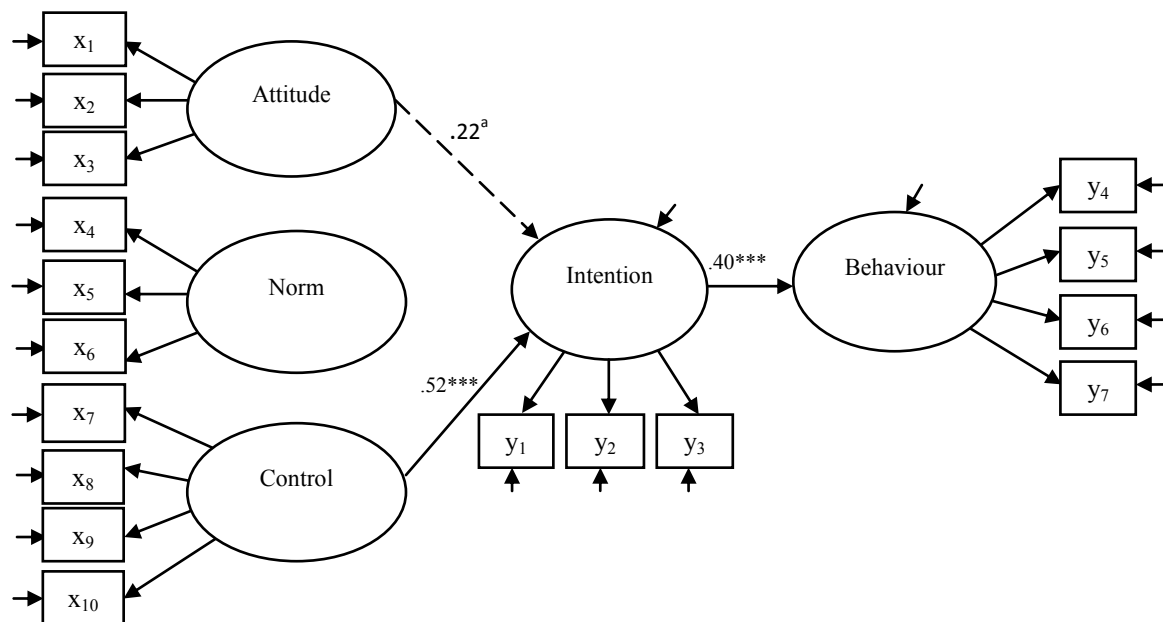 x₁
x₂
x₃
Attitude
.22ᵃ
x₄
x₅
x₆
Norm
x₇
x₈
x₉
x₁₀
Control
.52***
Intention
y₁
y₂
y₃
.40***
Behaviour
y₄
y₅
y₆
y₇